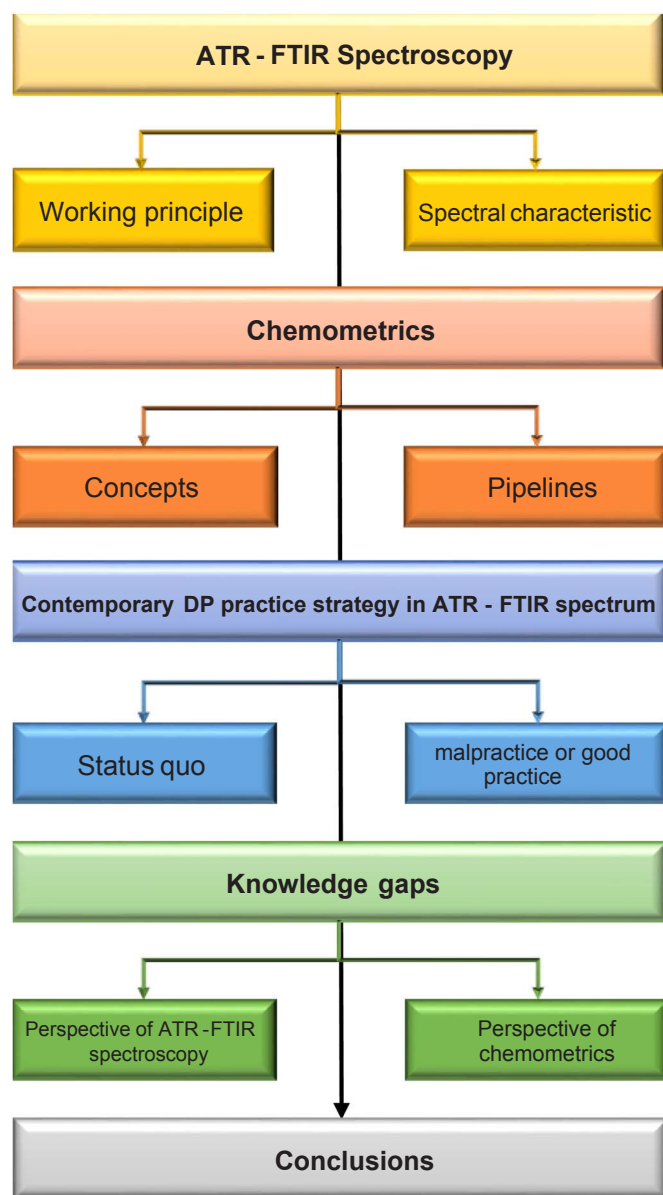 ATR - FTIR Spectroscopy
Working principle
Spectral characteristic
Chemometrics
Concepts
Pipelines
Contemporary DP practice strategy in ATR - FTIR spectrum
Status quo
malpractice or good
practice
Knowledge gaps
Perspective of ATR -FTIR
spectroscopy
Perspective of
chemometrics
Conclusions